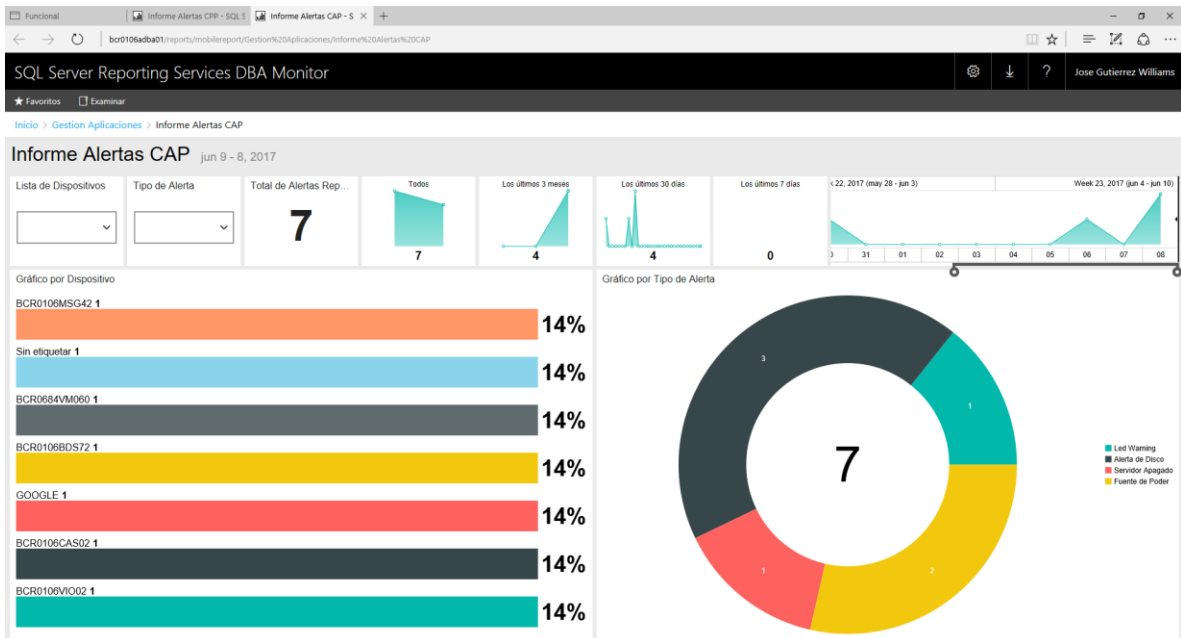 Funcional
Informe Alertas CPP - SQL S
Informe Alertas CAP - S
bcr0106adba01/reports/mobilereport/Gestion%20Aplicaciones/Informe%20Alertas%20CAP
SQL Server Reporting Services DBA Monitor
?
Jose Gutierrez Williams
Favoritos
Examinar
Inicio > Gestion Aplicaciones > Informe Alertas CAP
Informe Alertas CAP jun 9 - 8, 2017
Lista de Dispositivos
Tipo de Alerta
Total de Alertas Rep...
7
Todos
7
Los últimos 3 meses
4
Los últimos 30 días
4
Los últimos 7 días
0
22, 2017 (may 28 - jun 3)
Week 23, 2017 (jun 4 - jun 10)
31 01 02 03 04 05 06 07 08
Gráfico por Dispositivo
BCR0106MSG42 1
14%
Sin etiquetar 1
14%
BCR0684VM060 1
14%
BCR0106BDS72 1
14%
GOOGLE 1
14%
BCR0106CAS02 1
14%
BCR0106VIO02 1
14%
Gráfico por Tipo de Alerta
3
1
7
1
2
Led Warning
Alerta de Disco
Servidor Apagado
Fuente de Poder